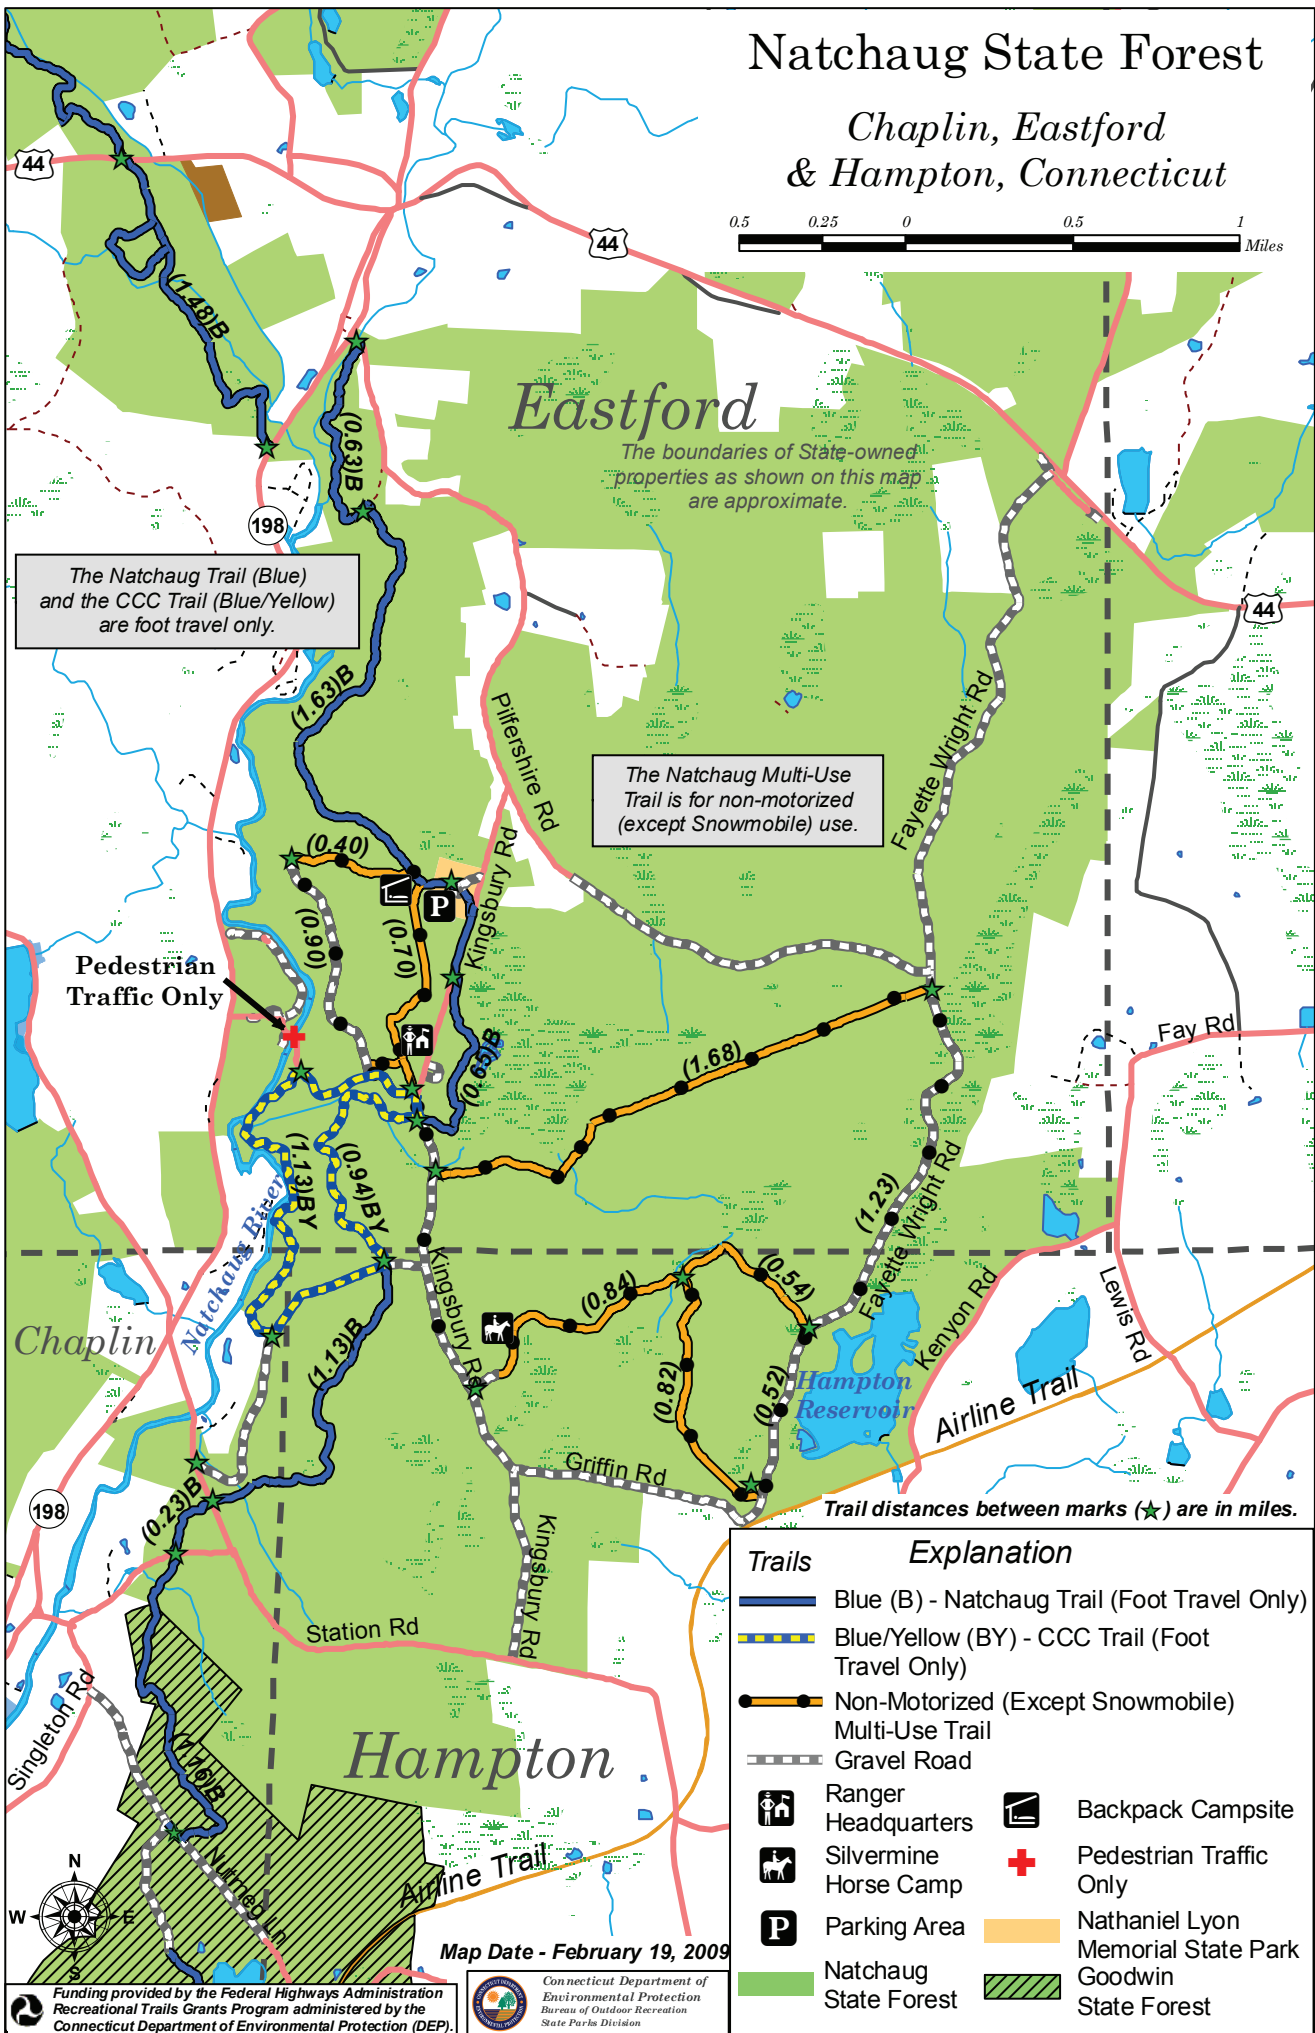 Natchaug State Forest
Chaplin, Eastford
& Hampton, Connecticut
0.5 0.25 0 0.5 1
Miles
44
44
(1.48)B
Eastford
The boundaries of State-owned
properties as shown on this map
are approximate.
(0.63)B
198
The Natchaug Trail (Blue)
and the CCC Trail (Blue/Yellow)
are foot travel only.
44
(1.63)B
Pilfershire Rd
Fayette Wright Rd
The Natchaug Multi-Use
Trail is for non-motorized
(except Snowmobile) use.
(0.40)
Kingsbury Rd
P
(0.90)
(0.70)
Pedestrian
Traffic Only
(0.65)B
(1.68)
Fay Rd
(1.13)BY
(0.94)BY
(1.23)
Fayette Wright Rd
Natchaug River
Kingsbury Rd
(0.84)
(0.54)
Kenyon Rd
Lewis Rd
Chaplin
(1.13)B
(0.82)
(0.52)
Hampton
Reservoir
Airline Trail
Griffin Rd
198
(0.23)B
Kingsbury Rd
Trail distances between marks ( ) are in miles.
Station Rd
Singleton Rd
(1.76)B
Hampton
Nutmeg Ln
Airline Trail
N
W E
S
Map Date - February 19, 2009
Trails Explanation
Blue (B) - Natchaug Trail (Foot Travel Only)
Blue/Yellow (BY) - CCC Trail (Foot
Travel Only)
Non-Motorized (Except Snowmobile)
Multi-Use Trail
Gravel Road
Ranger
Headquarters
Backpack Campsite
Silvermine
Horse Camp
Pedestrian Traffic
Only
P
Parking Area
Nathaniel Lyon
Memorial State Park
Natchaug
State Forest
Goodwin
State Forest
Funding provided by the Federal Highways Administration
Recreational Trails Grants Program administered by the
Connecticut Department of Environmental Protection (DEP).
Connecticut Department of
Environmental Protection
Bureau of Outdoor Recreation
State Parks Division